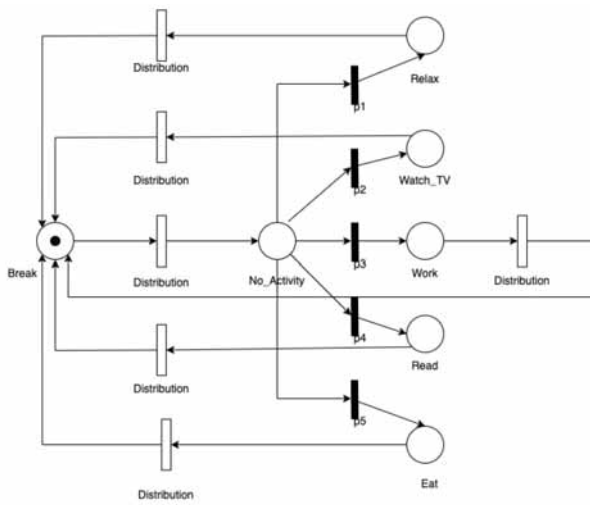 Distribution
Relax
p1
Distribution
p2
Watch_TV
Break
Distribution
No_Activity
p3
Work
Distribution
p4
Read
Distribution
p5
Eat
Distribution